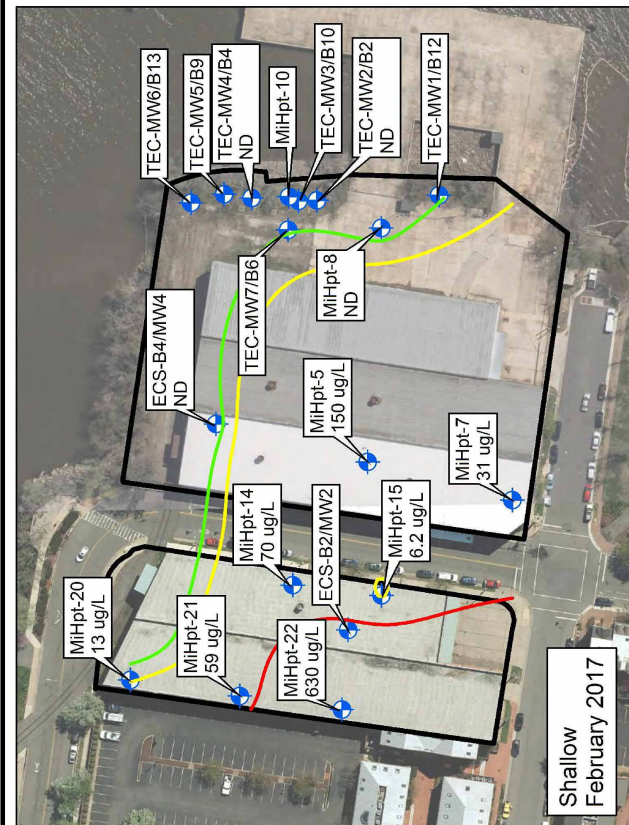 TEC-MW6/B13
TEC-MW5/B9
TEC-MW4/B4
ND
MiHpt-10
TEC-MW3/B10
TEC-MW2/B2
ND
TEC-MW1/B12
ECS-B4/MW4
ND
TEC-MW7/B6
MiHpt-8
ND
MiHpt-5
150 ug/L
MiHpt-7
31 ug/L
MiHpt-20
13 ug/L
MiHpt-21
59 ug/L
MiHpt-14
70 ug/L
MiHpt-22
630 ug/L
ECS-B2/MW2
MiHpt-15
6.2 ug/L
Shallow
February 2017